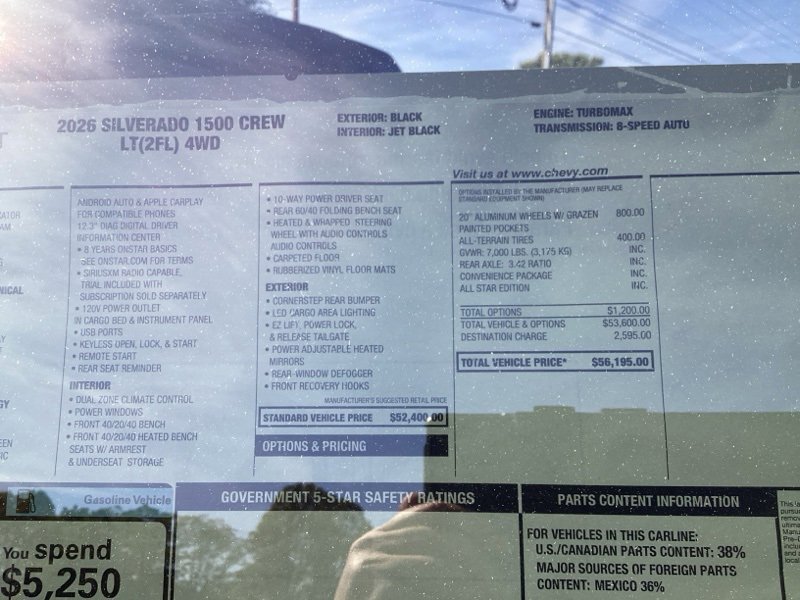 2026 SILVERADO 1500 CREW
LT(2FL) 4WD
EXTERIOR: BLACK
INTERIOR: JET BLACK
ENGINE: TURBOMAX
TRANSMISSION: 8-SPEED AUTO
ANDROID AUTO & APPLE CARPLAY
FOR COMPATIBLE PHONES
12.3" DIAG DIGITAL DRIVER
INFORMATION CENTER
• 8 YEARS ONSTAR BASICS
SEE ONSTAR.COM FOR TERMS
• SIRIUSXM RADIO CAPABLE,
TRIAL INCLUDED WITH
SUBSCRIPTION SOLD SEPARATELY
• 120V POWER OUTLET
IN CARGO BED & INSTRUMENT PANEL
• USB PORTS
• KEYLESS OPEN, LOCK, & START
• REMOTE START
• REAR SEAT REMINDER
INTERIOR
• DUAL ZONE CLIMATE CONTROL
• POWER WINDOWS
• FRONT 40/20/40 BENCH
• FRONT 40/20/40 HEATED BENCH
SEATS W/ ARMREST
& UNDERSEAT STORAGE
• 10-WAY POWER DRIVER SEAT
• REAR 60/40 FOLDING BENCH SEAT
• HEATED & WRAPPED STEERING
WHEEL WITH AUDIO CONTROLS
AUDIO CONTROLS
• CARPETED FLOOR
• RUBBERIZED VINYL FLOOR MATS
EXTERIOR
• CORNERSTEP REAR BUMPER
• LED CARGO AREA LIGHTING
• EZ LIFT, POWER LOCK,
& RELEASE TAILGATE
• POWER ADJUSTABLE HEATED
MIRRORS
• REAR-WINDOW DEFOGGER
• FRONT RECOVERY HOOKS
MANUFACTURER'S SUGGESTED RETAIL PRICE
STANDARD VEHICLE PRICE $52,400.00
OPTIONS & PRICING
Visit us at www.chevy.com
OPTIONS INSTALLED BY THE MANUFACTURER (MAY REPLACE
STANDARD EQUIPMENT SHOWN)
20" ALUMINUM WHEELS W/ GRAZEN 800.00
PAINTED POCKETS
ALL-TERRAIN TIRES 400.00
GVWR: 7,000 LBS. (3,175 KG) INC.
REAR AXLE: 3.42 RATIO INC.
CONVENIENCE PACKAGE INC.
ALL STAR EDITION INC.
TOTAL OPTIONS $1,200.00
TOTAL VEHICLE & OPTIONS $53,600.00
DESTINATION CHARGE 2,595.00
TOTAL VEHICLE PRICE* $56,195.00
Gasoline Vehicle
You spend
$5,250
GOVERNMENT 5-STAR SAFETY RATINGS
PARTS CONTENT INFORMATION
FOR VEHICLES IN THIS CARLINE:
U.S./CANADIAN PARTS CONTENT: 38%
MAJOR SOURCES OF FOREIGN PARTS
CONTENT: MEXICO 36%